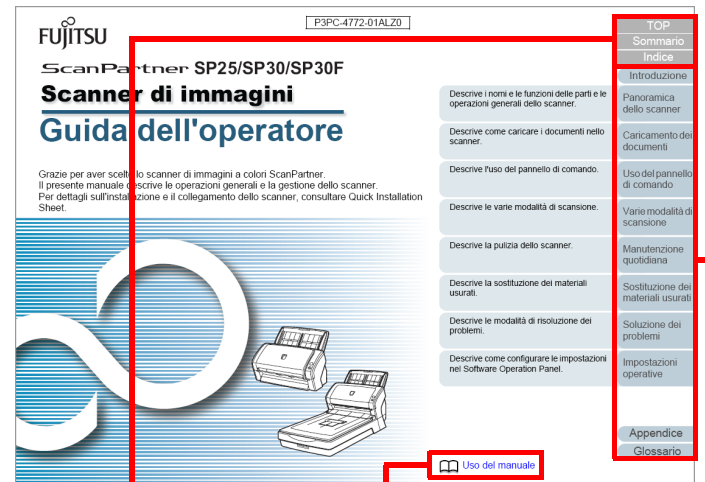 FUJITSU
P3PC-4772-01ALZ0
ScanPartner SP25/SP30/SP30F
Scanner di immagini
Guida dell'operatore
Grazie per aver scelto lo scanner di immagini a colori ScanPartner.
Il presente manuale descrive le operazioni generali e la gestione dello scanner.
Per dettagli sull'installazione e il collegamento dello scanner, consultare Quick Installation
Sheet.
TOP
Sommario
Indice
Introduzione
Descrive i nomi e le funzioni delle parti e le
operazioni generali dello scanner.
Panoramica
dello scanner
Descrive come caricare i documenti nello
scanner.
Caricamento dei
documenti
Descrive l'uso del pannello di comando.
Uso del pannello
di comando
Descrive le varie modalità di scansione.
Varie modalità di
scansione
Descrive la pulizia dello scanner.
Manutenzione
quotidiana
Descrive la sostituzione dei materiali
usurati.
Sostituzione dei
materiali usurati
Descrive le modalità di risoluzione dei
problemi.
Soluzione dei
problemi
Descrive come configurare le impostazioni
nel Software Operation Panel.
Impostazioni
operative
Appendice
Glossario
Uso del manuale